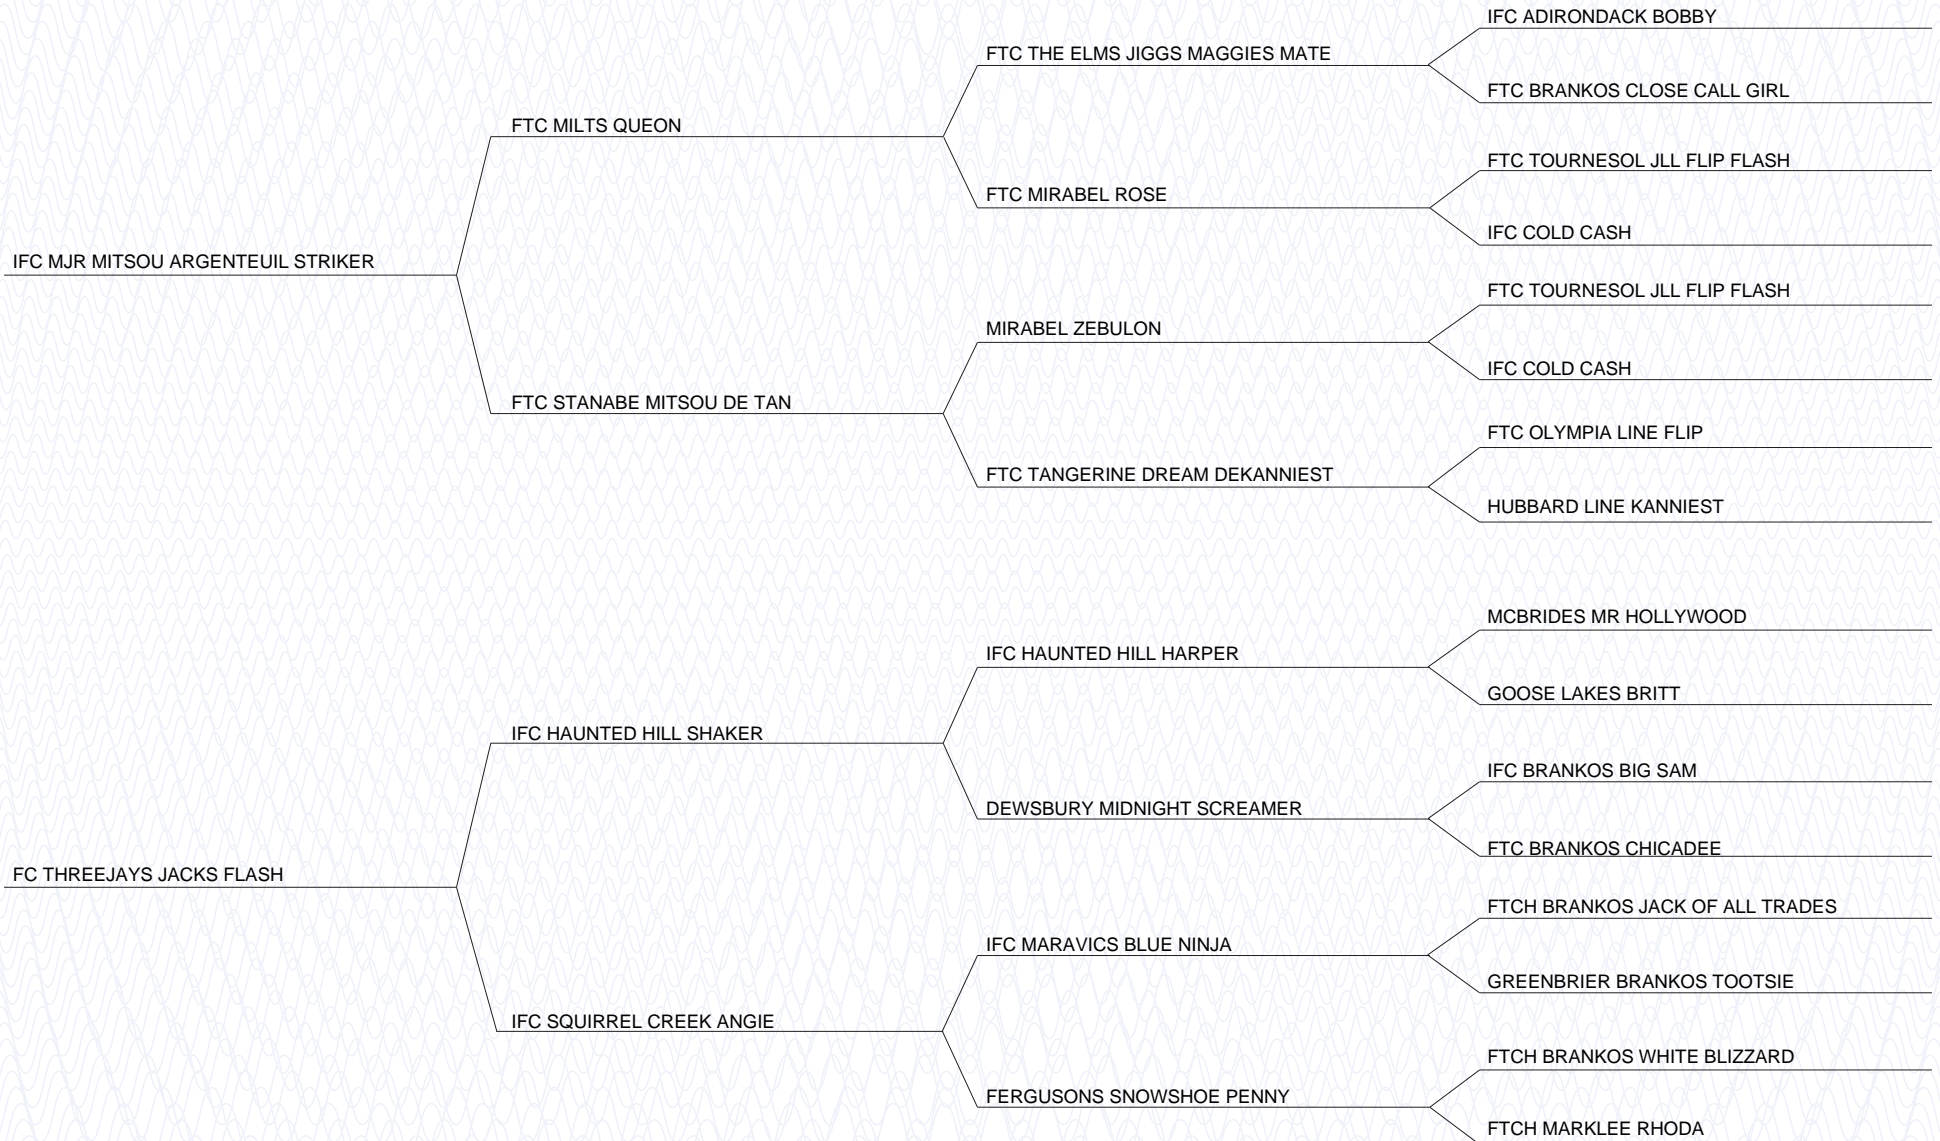 IFC ADIRONDACK BOBBY
FTC THE ELMS JIGGS MAGGIES MATE
FTC BRANKOS CLOSE CALL GIRL
FTC MILTS QUEON
FTC TOURNESOL JLL FLIP FLASH
FTC MIRABEL ROSE
IFC COLD CASH
IFC MJR MITSOU ARGENTEUIL STRIKER
FTC TOURNESOL JLL FLIP FLASH
MIRABEL ZEBULON
IFC COLD CASH
FTC STANABE MITSOU DE TAN
FTC OLYMPIA LINE FLIP
FTC TANGERINE DREAM DEKANNIEST
HUBBARD LINE KANNIEST
MCBRIDES MR HOLLYWOOD
IFC HAUNTED HILL HARPER
GOOSE LAKES BRITT
IFC HAUNTED HILL SHAKER
IFC BRANKOS BIG SAM
DEWSBURY MIDNIGHT SCREAMER
FTC BRANKOS CHICADEE
FC THREEJAYS JACKS FLASH
FTCH BRANKOS JACK OF ALL TRADES
IFC MARAVICS BLUE NINJA
GREENBRIER BRANKOS TOOTSIE
IFC SQUIRREL CREEK ANGIE
FTCH BRANKOS WHITE BLIZZARD
FERGUSONS SNOWSHOE PENNY
FTCH MARKLEE RHODA